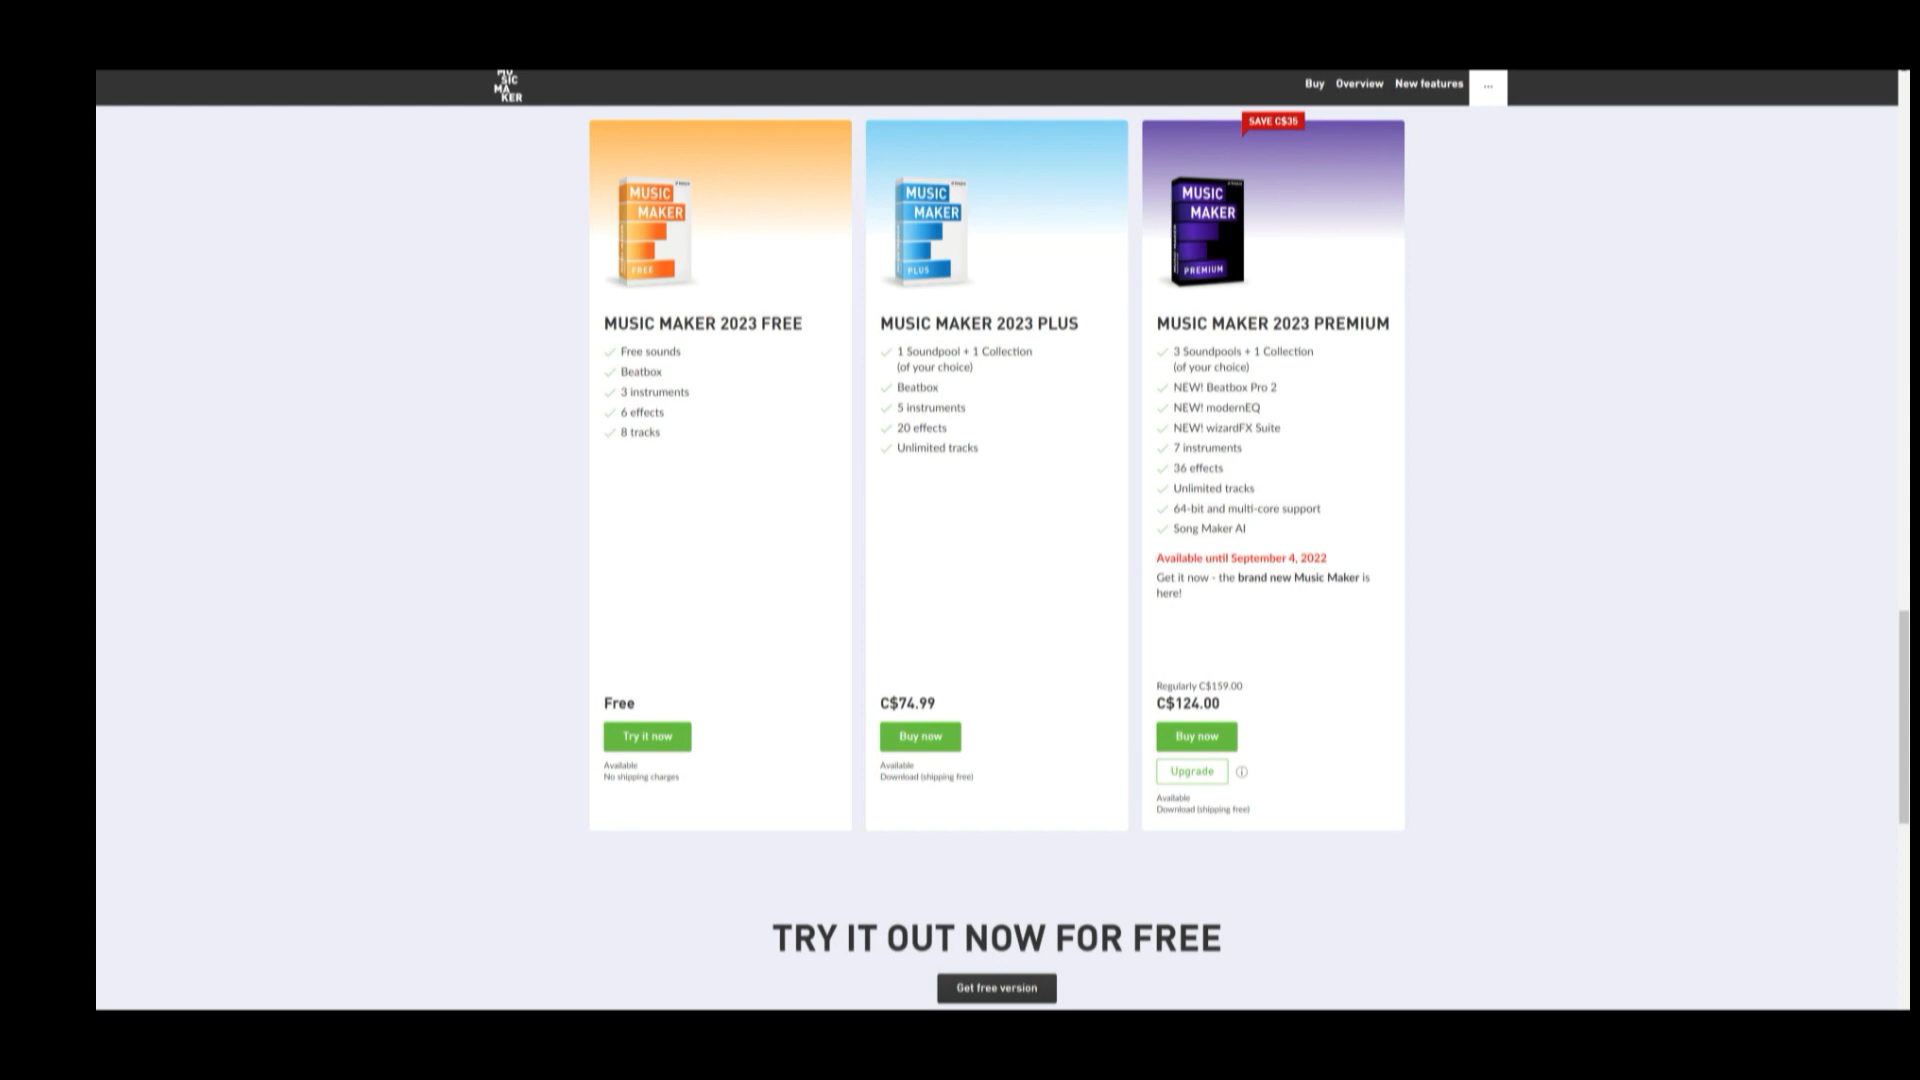 MU
SIC
MA
KER
Buy Overview New features ...
SAVE C$35
MUSIC
MAKER
FREE
MUSIC MAKER 2023 FREE
Free sounds
Beatbox
3 instruments
6 effects
8 tracks
Free
Try it now
Available
No shipping charges
MUSIC
MAKER
PLUS
MUSIC MAKER 2023 PLUS
1 Soundpool + 1 Collection
(of your choice)
Beatbox
5 instruments
20 effects
Unlimited tracks
C$74.99
Buy now
Available
Download (shipping free)
MUSIC
MAKER
PREMIUM
MUSIC MAKER 2023 PREMIUM
3 Soundpools + 1 Collection
(of your choice)
NEW! Beatbox Pro 2
NEW! modernEQ
NEW! wizardFX Suite
7 instruments
36 effects
Unlimited tracks
64-bit and multi-core support
Song Maker AI
Available until September 4, 2022
Get it now - the brand new Music Maker is
here!
Regularly C$159.00
C$124.00
Buy now
Upgrade
Available
Download (shipping free)
TRY IT OUT NOW FOR FREE
Get free version